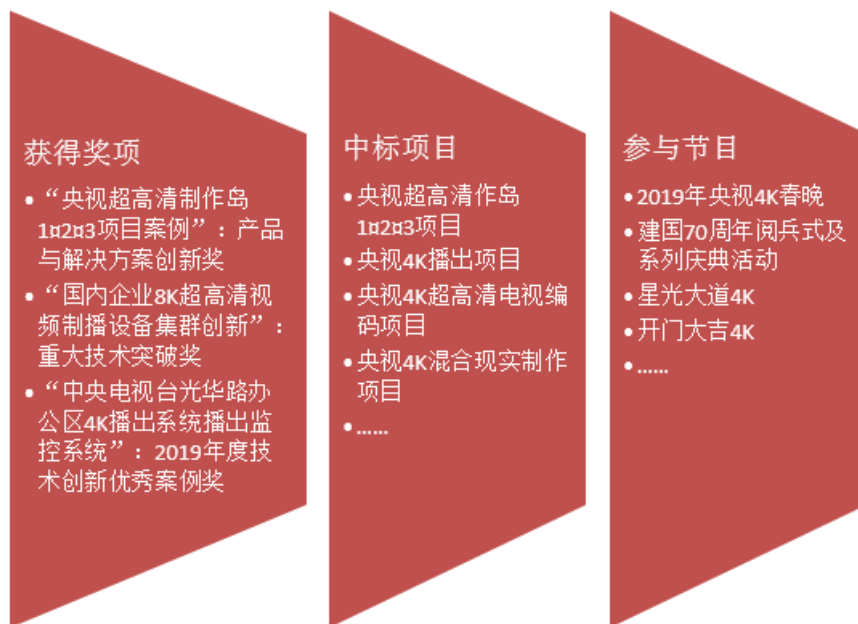 获得奖项
•“央视超高清制作岛
1¤2¤3项目案例”：产品
与解决方案创新奖
•“国内企业8K超高清视
频制播设备集群创新”：
重大技术突破奖
•“中央电视台光华路办
公区4K播出系统播出监
控系统”：2019年度技
术创新优秀案例奖
中标项目
•央视超高清作岛
1¤2¤3项目
•央视4K播出项目
•央视4K超高清电视编
码项目
•央视4K混合现实制作
项目
•……
参与节目
•2019年央视4K春晚
•建国70周年阅兵式及
系列庆典活动
•星光大道4K
•开门大吉4K
•……